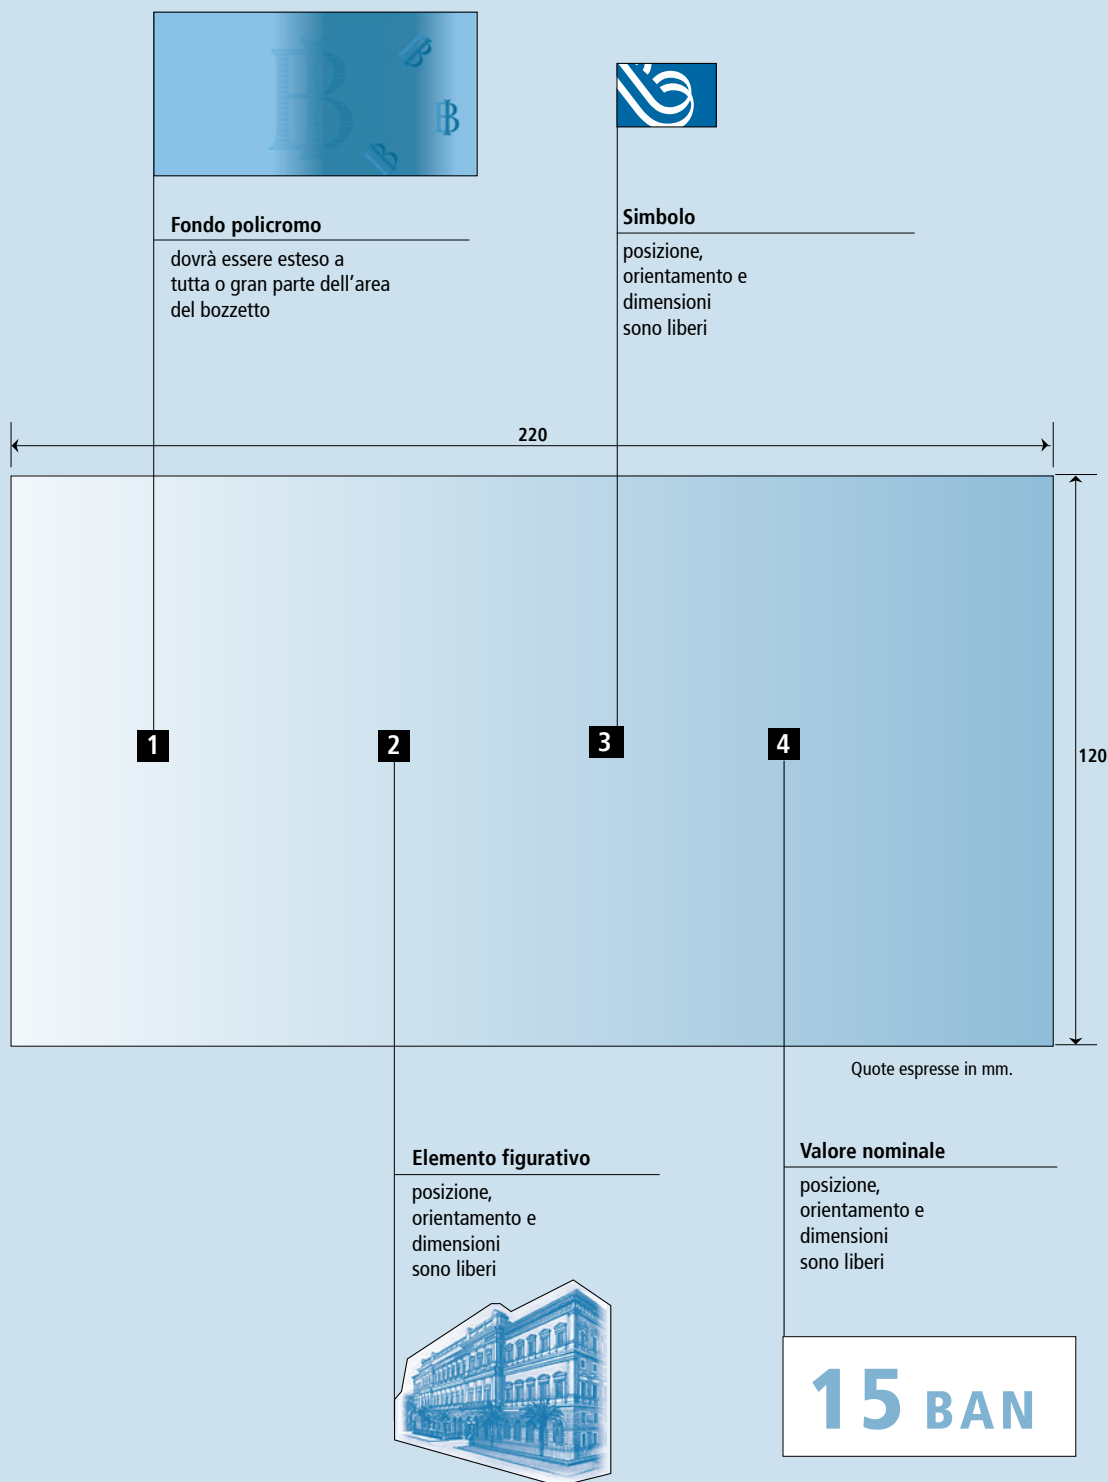 Fondo policromo
dovrà essere esteso a
tutta o gran parte dell'area
del bozzetto
Simbolo
posizione,
orientamento e
dimensioni
sono liberi
220
1
2
3
4
120
Quote espresse in mm.
Elemento figurativo
posizione,
orientamento e
dimensioni
sono liberi
Valore nominale
posizione,
orientamento e
dimensioni
sono liberi
15 BAN